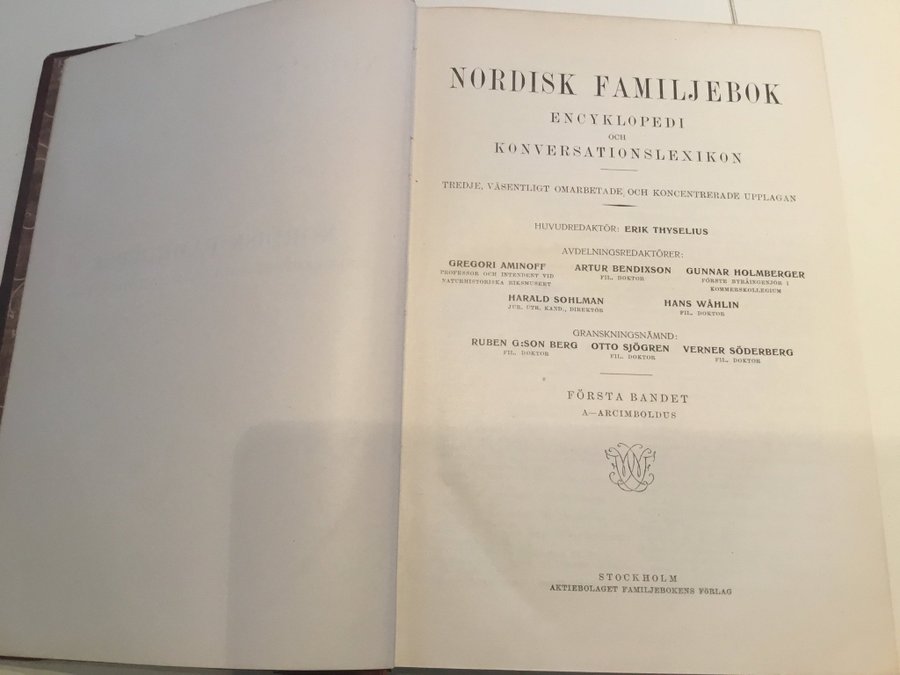 NORDISK FAMILJEBOK
ENCYKLOPEDI
OCH
KONVERSATIONSLEXIKON
TREDJE, VÄSENTLIGT OMARBETADE OCH KONCENTRERADE UPPLAGAN
HUVUDREDAKTÖR: ERIK THYSELIUS
AVDELNINGSREDAKTÖRER:
GREGORI AMINOFF ARTUR BENDIXSON GUNNAR HOLMBERGER
PROFESSOR OCH INTENDENT VID FIL. DOKTOR FÖRSTE BYRÅINGENJÖR I
NATURHISTORISKA RIKSMUSEET KOMMERSKOLLEGIUM
HARALD SOHLMAN HANS WÅHLIN
JUR. UTR. KAND., DIREKTÖR FIL. DOKTOR
GRANSKNINGSNÄMND:
RUBEN G:SON BERG OTTO SJÖGREN VERNER SÖDERBERG
FIL. DOKTOR FIL. DOKTOR FIL. DOKTOR
FÖRSTA BANDET
A—ARCIMBOLDUS
STOCKHOLM
AKTIEBOLAGET FAMILJEBOKENS FÖRLAG